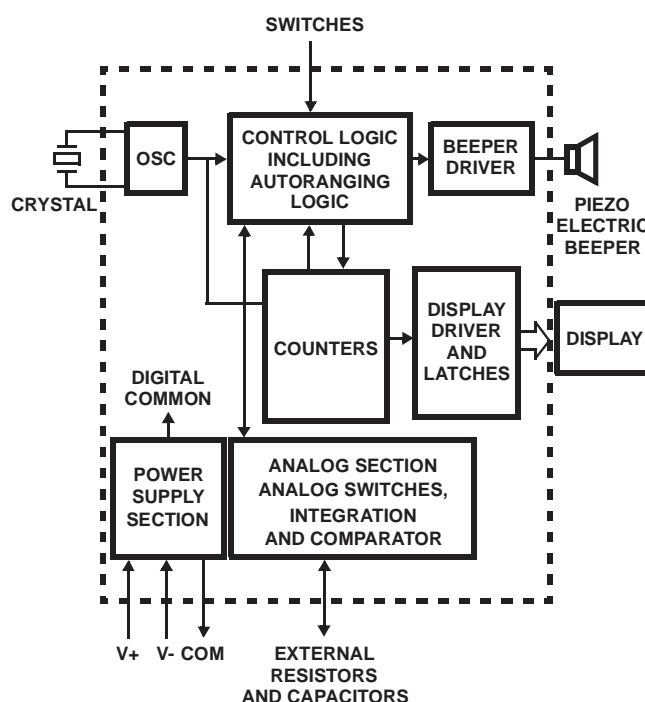 SWITCHES
OSC
CONTROL LOGIC
INCLUDING
AUTORANGING
LOGIC
BEEPER
DRIVER
CRYSTAL
PIEZO
ELECTRIC
BEEPER
COUNTERS
DISPLAY
DRIVER
AND
LATCHES
DISPLAY
DIGITAL
COMMON
POWER
SUPPLY
SECTION
ANALOG SECTION
ANALOG SWITCHES,
INTEGRATION
AND COMPARATOR
V+
V-
COM
EXTERNAL
RESISTORS
AND CAPACITORS